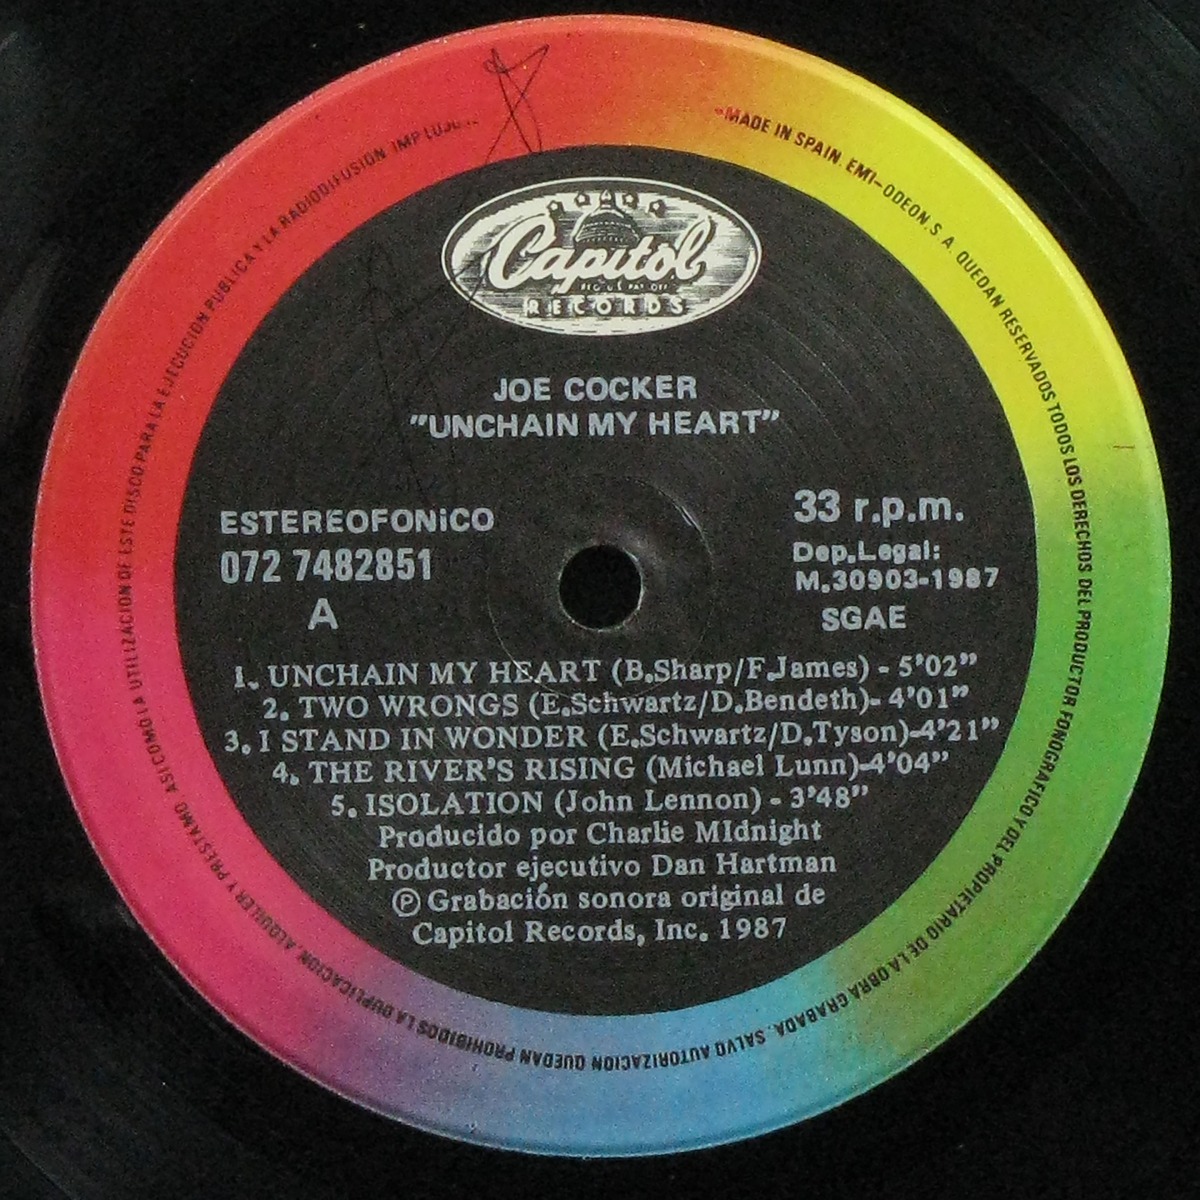 Capitol
RECORDS
JOE COCKER
"UNCHAIN MY HEART"
ESTEREOFONiCO
072 7482851
A
33 r.p.m.
Dep.Legal:
M.30903-1987
SGAE
1. UNCHAIN MY HEART (B.Sharp/F.James) - 5'02"
2. TWO WRONGS (E.Schwartz/D.Bendeth)- 4'01"
3. I STAND IN WONDER (E.Schwartz/D.Tyson)-4'21"
4. THE RIVER'S RISING (Michael Lunn)-4'04"
5. ISOLATION (John Lennon) - 3'48"
Producido por Charlie MIdnight
Productor ejecutivo Dan Hartman
Ⓟ Grabación sonora original de
Capitol Records, Inc. 1987
-MADE IN SPAIN. EMI-ODEON. S. A. QUEDAN RESERVADOS TODOS LOS DERECHOS DEL PRODUCTOR FONOGRAFICO Y DEL PROPIETARIO DE LA OBRA GRABADA. SALVO AUTORIZACION QUEDAN PROHIBIDOS LA DUPLICACION, ALQUILER Y PRESTAMO, ASI COMO LA UTILIZACION DE ESTE DISCO PARA LA EJECUCION PUBLICA Y LA RADIODIFUSION. IMP